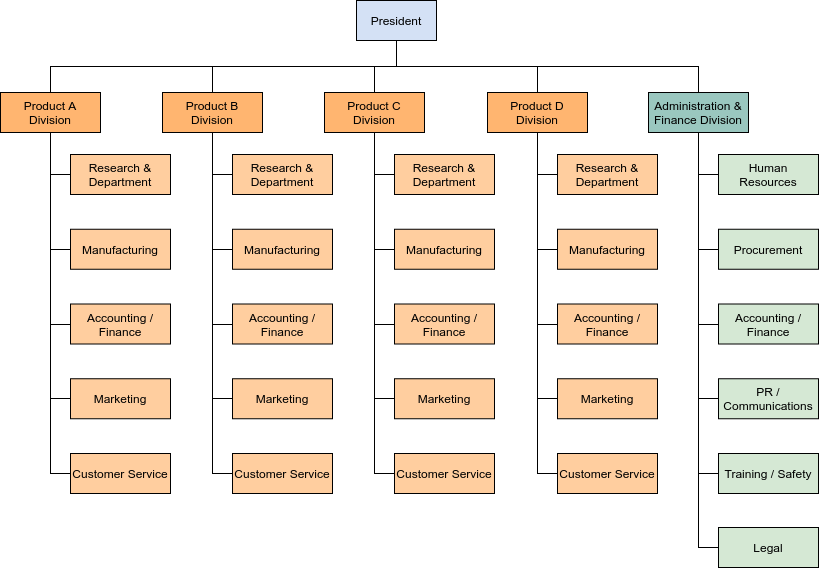 President
Product A
Division
Product B
Division
Product C
Division
Product D
Division
Administration &
Finance Division
Research &
Department
Research &
Department
Research &
Department
Research &
Department
Human
Resources
Manufacturing
Manufacturing
Manufacturing
Manufacturing
Procurement
Accounting /
Finance
Accounting /
Finance
Accounting /
Finance
Accounting /
Finance
Accounting /
Finance
Marketing
Marketing
Marketing
Marketing
PR /
Communications
Customer Service
Customer Service
Customer Service
Customer Service
Training / Safety
Legal